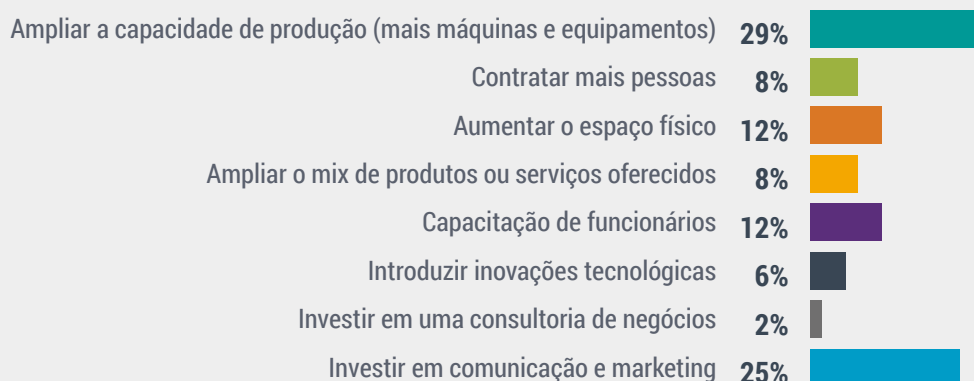 Ampliar a capacidade de produção (mais máquinas e equipamentos) 29%
Contratar mais pessoas 8%
Aumentar o espaço físico 12%
Ampliar o mix de produtos ou serviços oferecidos 8%
Capacitação de funcionários 12%
Introduzir inovações tecnológicas 6%
Investir em uma consultoria de negócios 2%
Investir em comunicação e marketing 25%